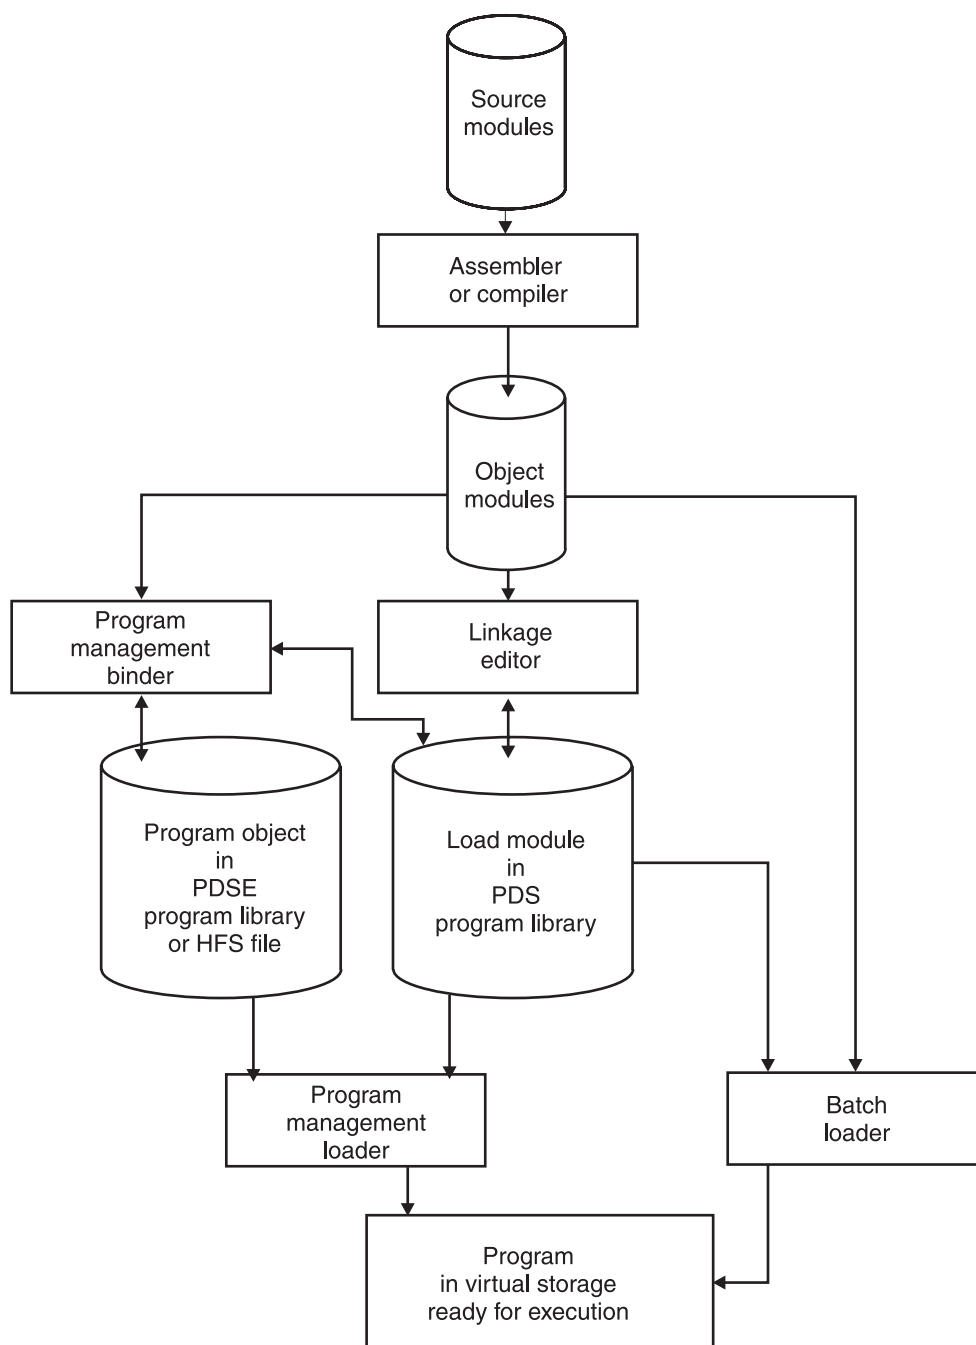 Source
modules
Assembler
or compiler
Object
modules
Program
management
binder
Linkage
editor
Program object
in
PDSE
program library
or HFS file
Load module
in
PDS
program library
Program
management
loader
Batch
loader
Program
in virtual storage
ready for execution